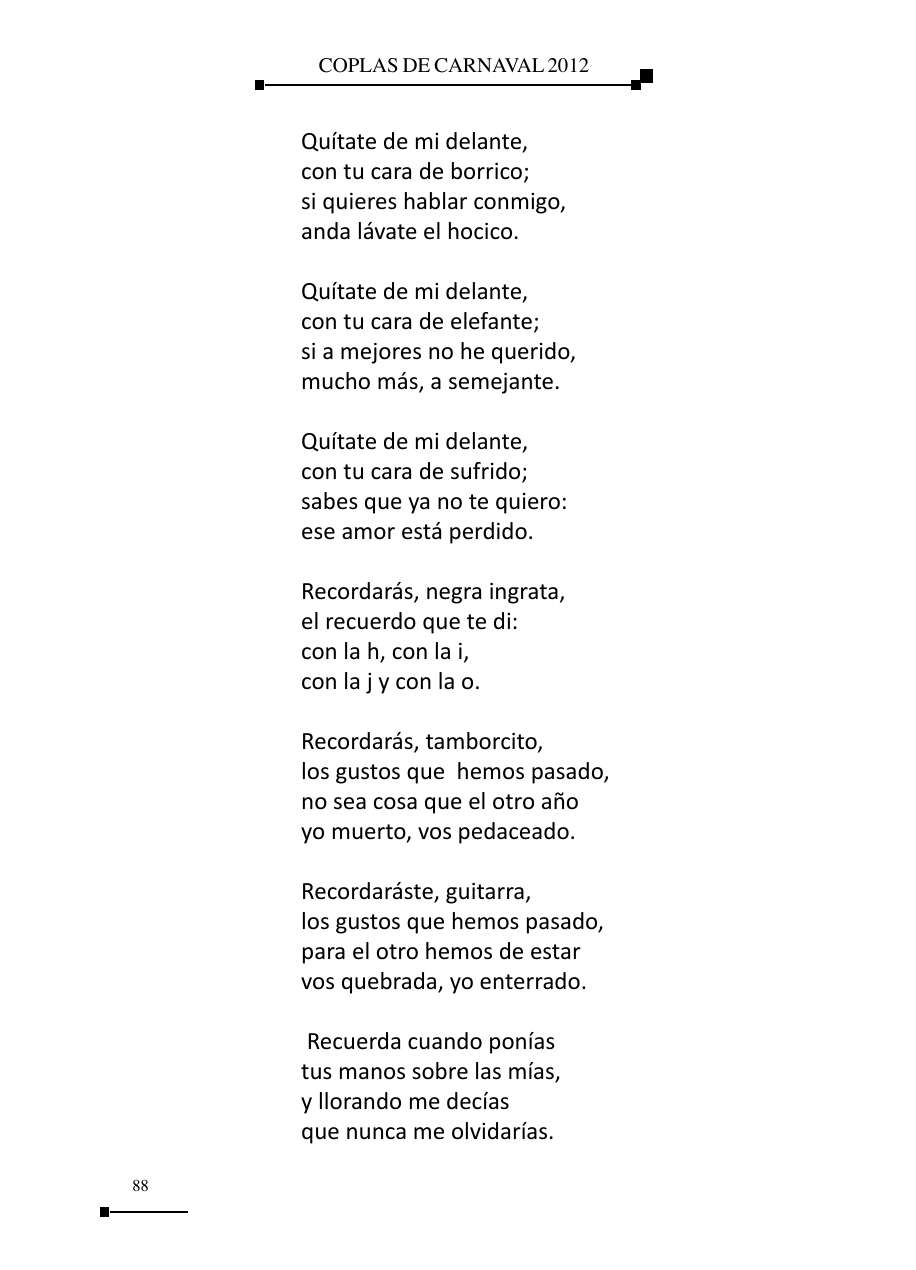 COPLAS DE CARNAVAL 2012
Quítate de mi delante,
con tu cara de borrico;
si quieres hablar conmigo,
anda lávate el hocico.
Quítate de mi delante,
con tu cara de elefante;
si a mejores no he querido,
mucho más, a semejante.
Quítate de mi delante,
con tu cara de sufrido;
sabes que ya no te quiero:
ese amor está perdido.
Recordarás, negra ingrata,
el recuerdo que te di:
con la h, con la i,
con la j y con la o.
Recordarás, tamborcito,
los gustos que  hemos pasado,
no sea cosa que el otro año
yo muerto, vos pedaceado.
Recordaráste, guitarra,
los gustos que hemos pasado,
para el otro hemos de estar
vos quebrada, yo enterrado.
Recuerda cuando ponías
tus manos sobre las mías,
y llorando me decías
que nunca me olvidarías.
88